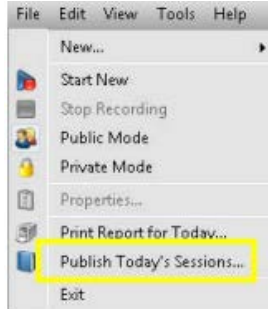 File Edit View Tools Help
New...
Start New
Stop Recording
Public Mode
Private Mode
Properties...
Print Report for Today...
Publish Today's Sessions...
Exit